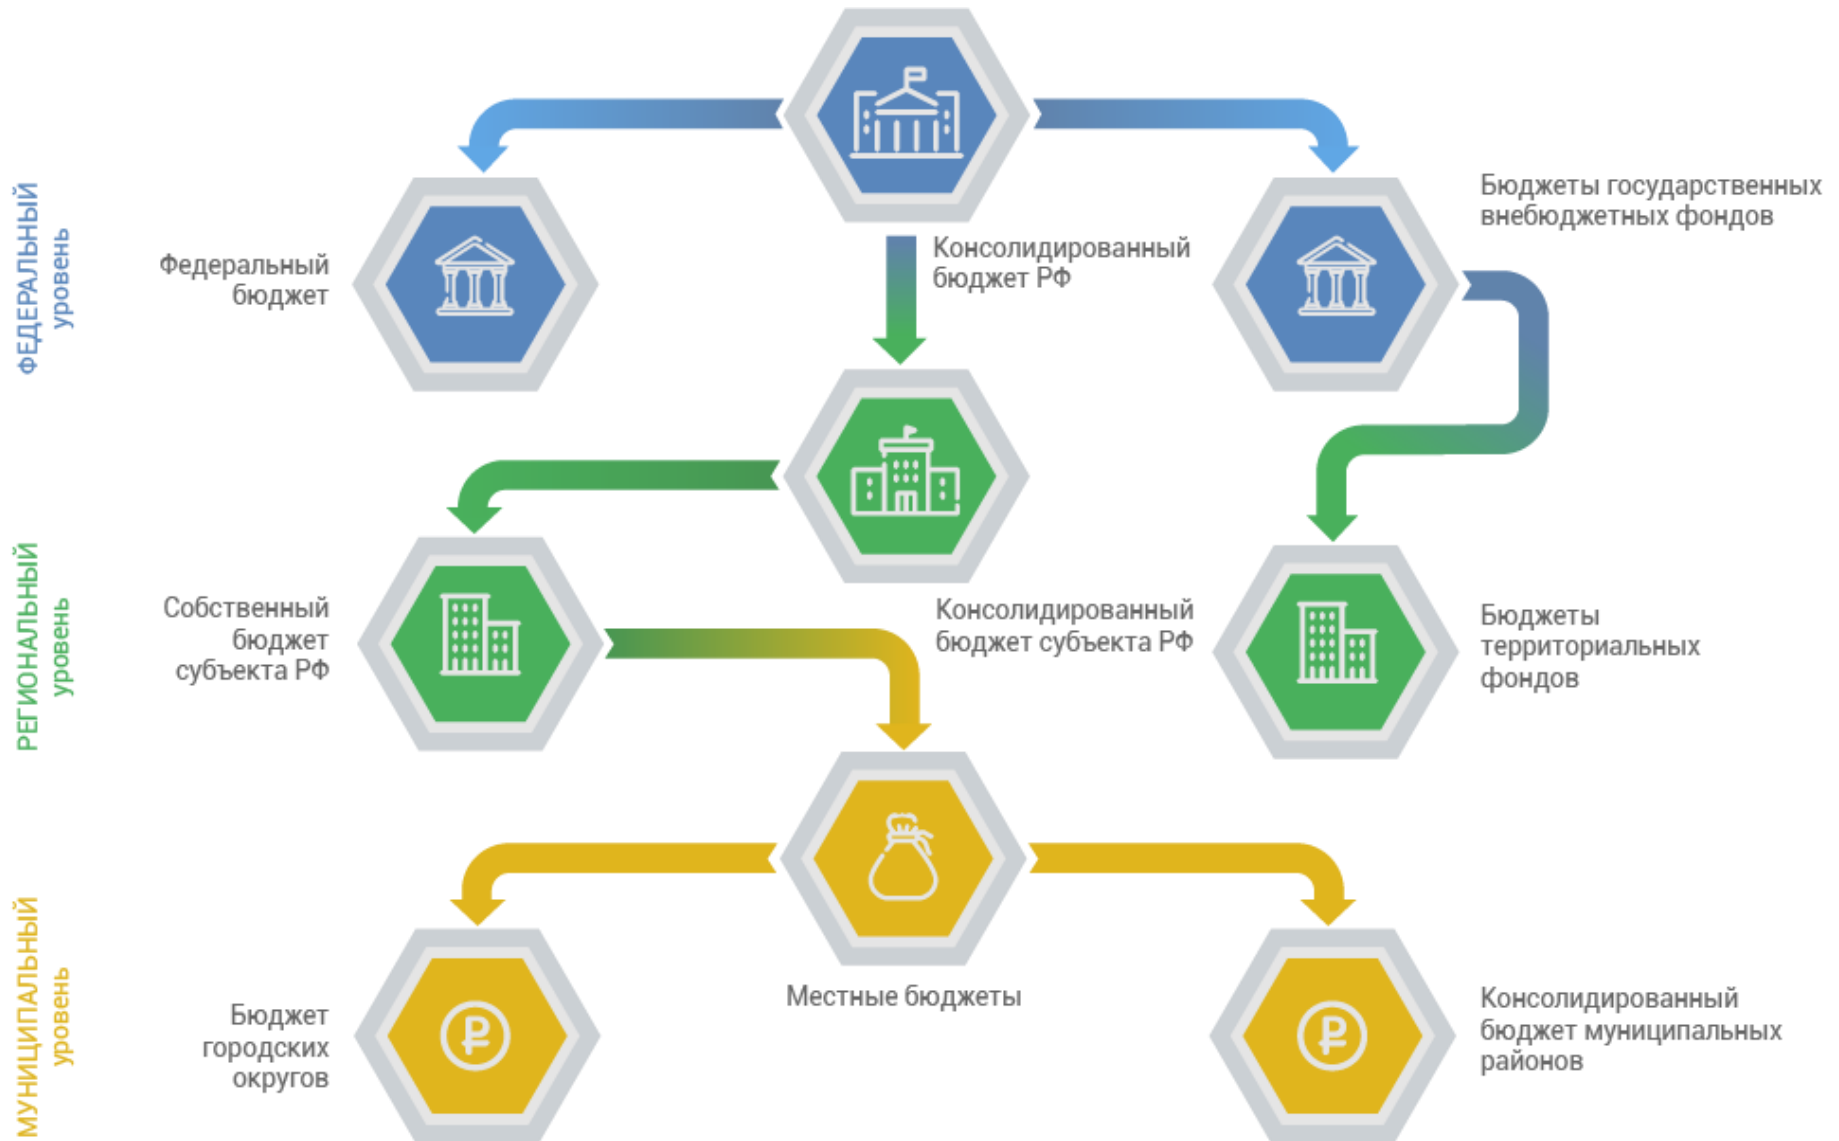 ФЕДЕРАЛЬНЫЙ
уровень
Федеральный
бюджет
Консолидированный
бюджет РФ
Бюджеты государственных
внебюджетных фондов
РЕГИОНАЛЬНЫЙ
уровень
Собственный
бюджет
субъекта РФ
Консолидированный
бюджет субъекта РФ
Бюджеты
территориальных
фондов
МУНИЦИПАЛЬНЫЙ
уровень
Бюджет
городских
округов
Местные бюджеты
Консолидированный
бюджет муниципальных
районов